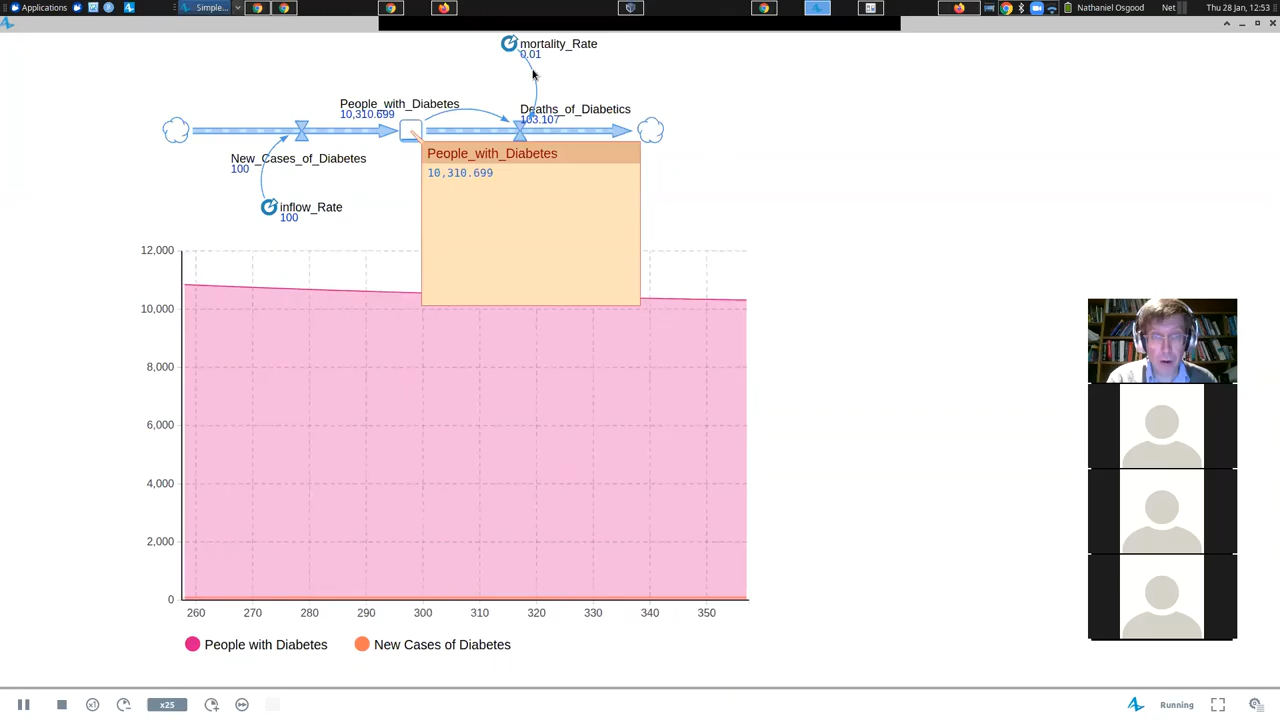 Applications
Simple...
Nathaniel Osgood
Net
Thu 28 Jan, 12:53
mortality_Rate
0.01
People_with_Diabetes
10,310.699
Deaths_of_Diabetics
103.107
New_Cases_of_Diabetes
100
People_with_Diabetes
10,310.699
inflow_Rate
100
12,000
10,000
8,000
6,000
4,000
2,000
0
260 270 280 290 300 310 320 330 340 350
People with Diabetes
New Cases of Diabetes
x1
x25
Running